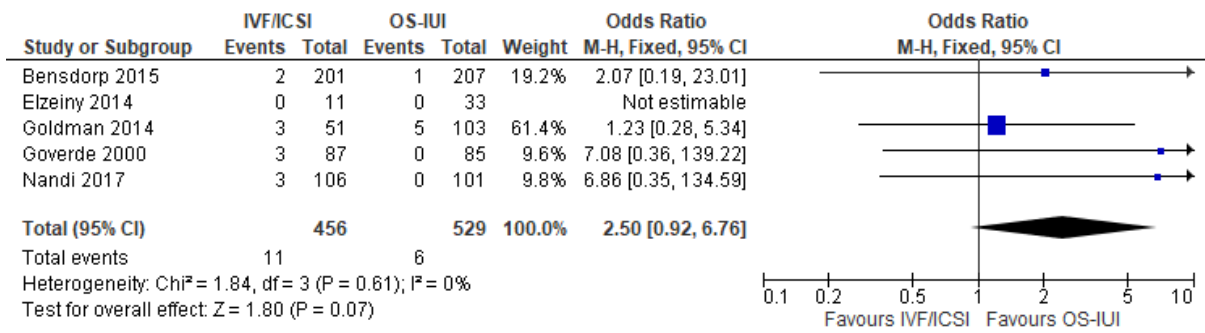 IVF/ICSI OS-IUI Odds Ratio Odds Ratio
Study or Subgroup Events Total Events Total Weight M-H, Fixed, 95% CI M-H, Fixed, 95% CI
Bensdorp 2015 2 201 1 207 19.2% 2.07 [0.19, 23.01]
Elzeiny 2014 0 11 0 33 Not estimable
Goldman 2014 3 51 5 103 61.4% 1.23 [0.28, 5.34]
Goverde 2000 3 87 0 85 9.6% 7.08 [0.36, 139.22]
Nandi 2017 3 106 0 101 9.8% 6.86 [0.35, 134.59]
Total (95% CI) 456 529 100.0% 2.50 [0.92, 6.76]
Total events 11 6
Heterogeneity: Chi² = 1.84, df = 3 (P = 0.61); I² = 0%
Test for overall effect: Z = 1.80 (P = 0.07)
0.1 0.2 0.5 1 2 5 10
Favours IVF/ICSI Favours OS-IUI